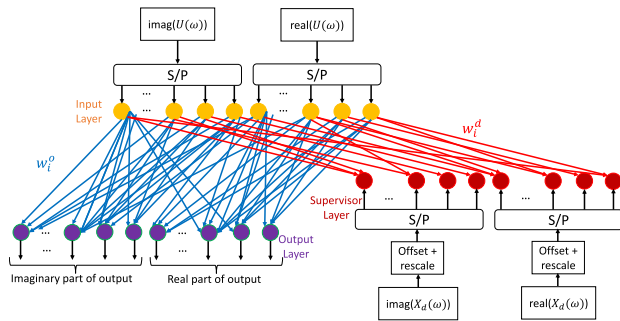 imag(U(ω))
real(U(ω))
S/P
S/P
...
...
...
...
Input
Layer
w_i^o
w_i^d
Supervisor
Layer
...
...
S/P
S/P
Output
Layer
...
...
...
...
Imaginary part of output
Real part of output
Offset +
rescale
Offset +
rescale
imag(X_d(ω))
real(X_d(ω))